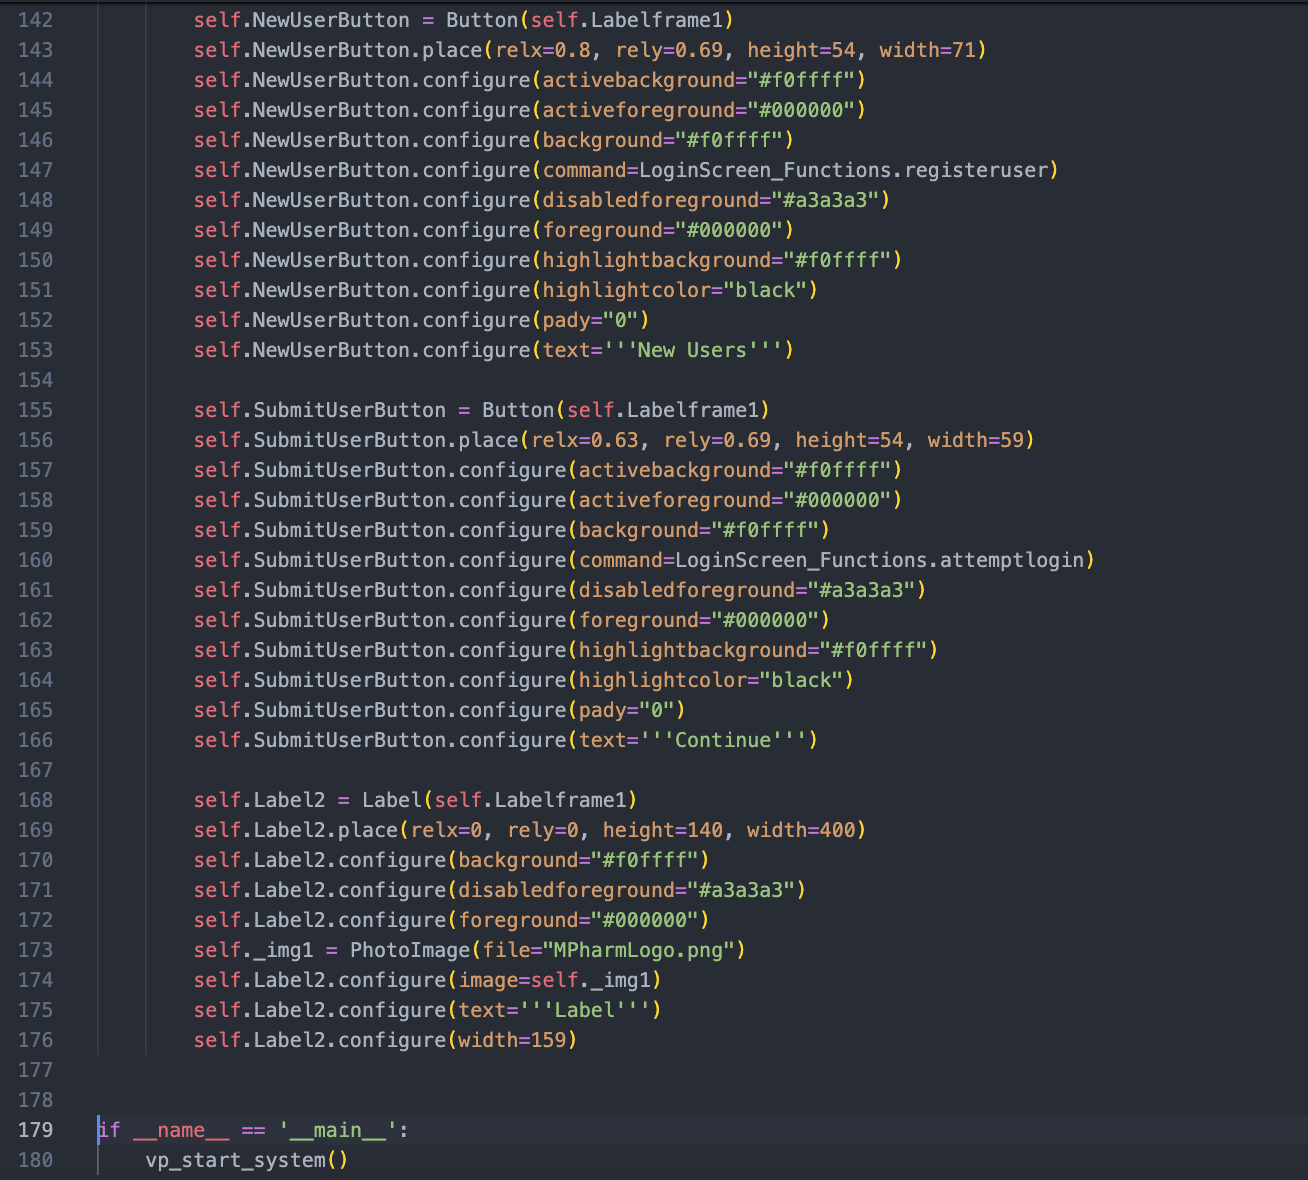 142 self.NewUserButton = Button(self.Labelframe1)
143 self.NewUserButton.place(relx=0.8, rely=0.69, height=54, width=71)
144 self.NewUserButton.configure(activebackground="#f0ffff")
145 self.NewUserButton.configure(activeforeground="#000000")
146 self.NewUserButton.configure(background="#f0ffff")
147 self.NewUserButton.configure(command=LoginScreen_Functions.registeruser)
148 self.NewUserButton.configure(disabledforeground="#a3a3a3")
149 self.NewUserButton.configure(foreground="#000000")
150 self.NewUserButton.configure(highlightbackground="#f0ffff")
151 self.NewUserButton.configure(highlightcolor="black")
152 self.NewUserButton.configure(pady="0")
153 self.NewUserButton.configure(text='''New Users''')
154
155 self.SubmitUserButton = Button(self.Labelframe1)
156 self.SubmitUserButton.place(relx=0.63, rely=0.69, height=54, width=59)
157 self.SubmitUserButton.configure(activebackground="#f0ffff")
158 self.SubmitUserButton.configure(activeforeground="#000000")
159 self.SubmitUserButton.configure(background="#f0ffff")
160 self.SubmitUserButton.configure(command=LoginScreen_Functions.attemptlogin)
161 self.SubmitUserButton.configure(disabledforeground="#a3a3a3")
162 self.SubmitUserButton.configure(foreground="#000000")
163 self.SubmitUserButton.configure(highlightbackground="#f0ffff")
164 self.SubmitUserButton.configure(highlightcolor="black")
165 self.SubmitUserButton.configure(pady="0")
166 self.SubmitUserButton.configure(text='''Continue''')
167
168 self.Label2 = Label(self.Labelframe1)
169 self.Label2.place(relx=0, rely=0, height=140, width=400)
170 self.Label2.configure(background="#f0ffff")
171 self.Label2.configure(disabledforeground="#a3a3a3")
172 self.Label2.configure(foreground="#000000")
173 self._img1 = PhotoImage(file="MPharmLogo.png")
174 self.Label2.configure(image=self._img1)
175 self.Label2.configure(text='''Label''')
176 self.Label2.configure(width=159)
177
178
179 if __name__ == '__main__':
180 vp_start_system()